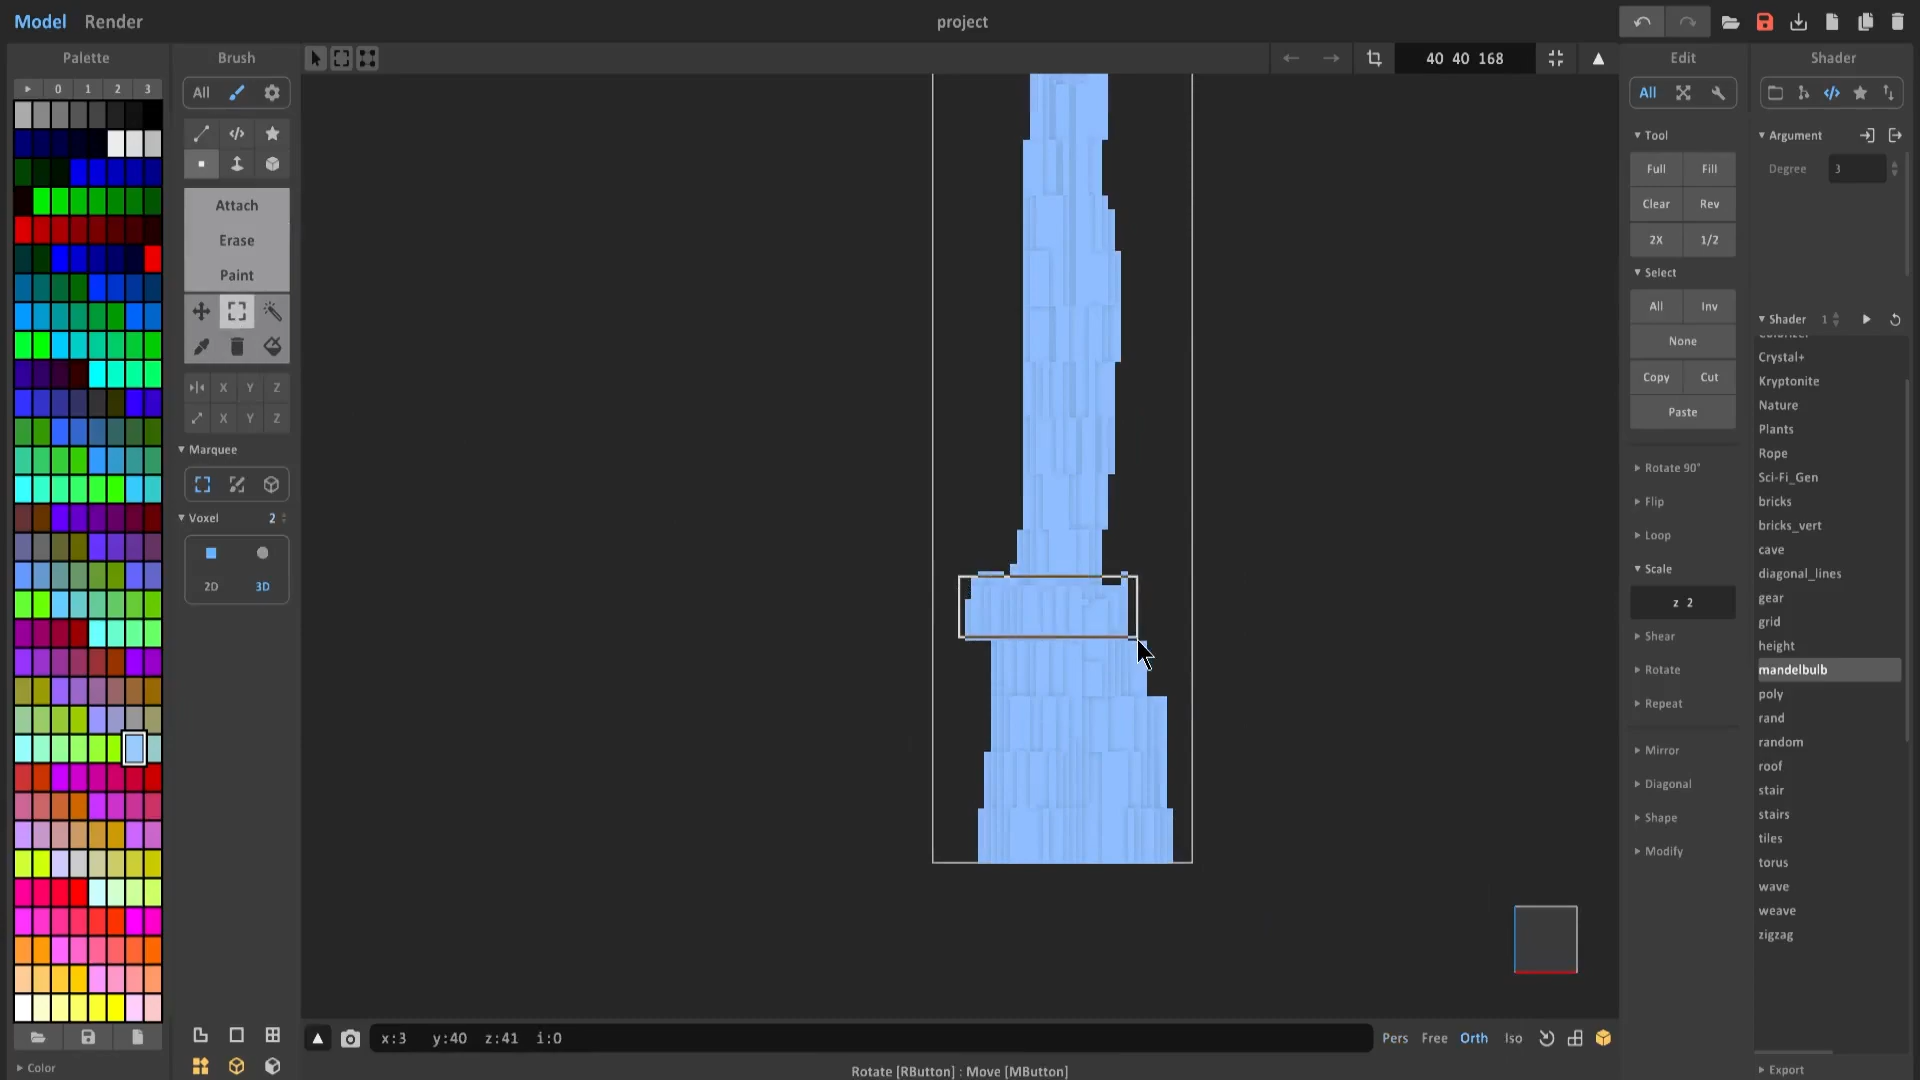 Model Render
project
Palette
0 1 2 3
Color
Brush
All
Attach
Erase
Paint
X Y Z
X Y Z
Marquee
Voxel 2
2D 3D
40 40 168
x:3 y:40 z:41 i:0
Pers Free Orth Iso
Rotate [RButton] : Move [MButton]
Edit
All
Tool
Full Fill
Clear Rev
2X 1/2
Select
All Inv
None
Copy Cut
Paste
Rotate 90°
Flip
Loop
Scale
z 2
Shear
Rotate
Repeat
Mirror
Diagonal
Shape
Modify
Shader
Argument
Degree 3
Shader 1
Crystal+
Kryptonite
Nature
Plants
Rope
Sci-Fi_Gen
bricks
bricks_vert
cave
diagonal_lines
gear
grid
height
mandelbulb
poly
rand
random
roof
stair
stairs
tiles
torus
wave
weave
zigzag
Export